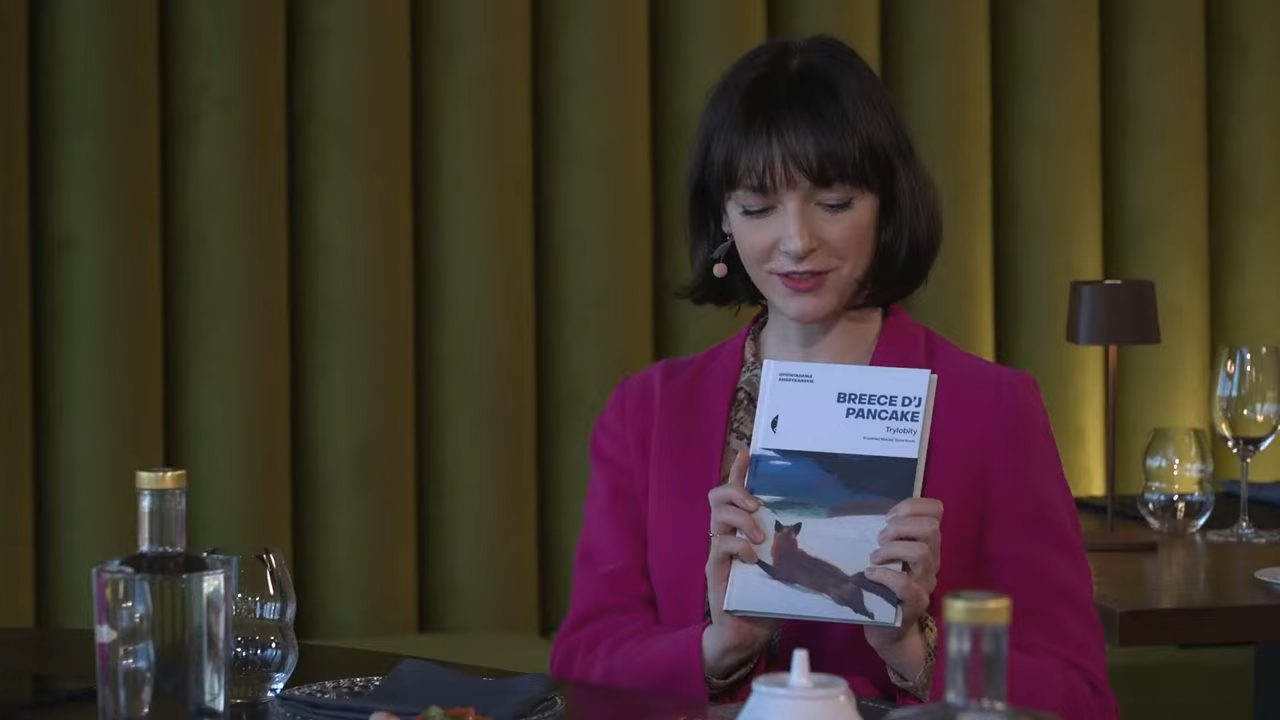 OPOWIADANIA
AMERYKAŃSKIE
BREECE D'J
PANCAKE
Trylobity